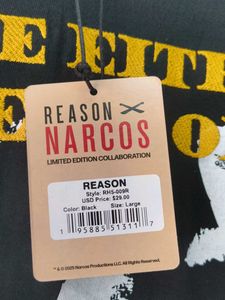 REASON X
NARCOS
LIMITED EDITION COLLABORATION
REASON
Style: RHS-009R
USD Price: $29.00
Color: Black
Size: Large
1 95885 51311 7
& © 2025 Narcos Productions LLC. All Rights Reserved.